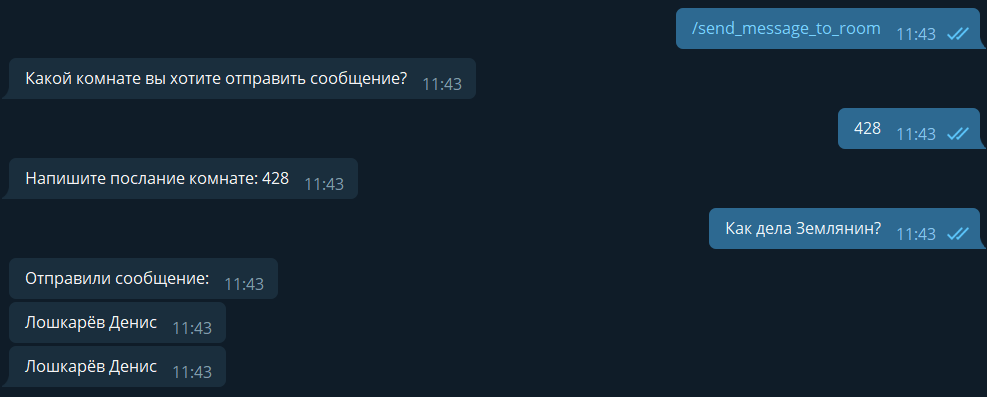 /send_message_to_room 11:43
Какой комнате вы хотите отправить сообщение? 11:43
428 11:43
Напишите послание комнате: 428 11:43
Как дела Землянин? 11:43
Отправили сообщение: 11:43
Лошкарёв Денис 11:43
Лошкарёв Денис 11:43